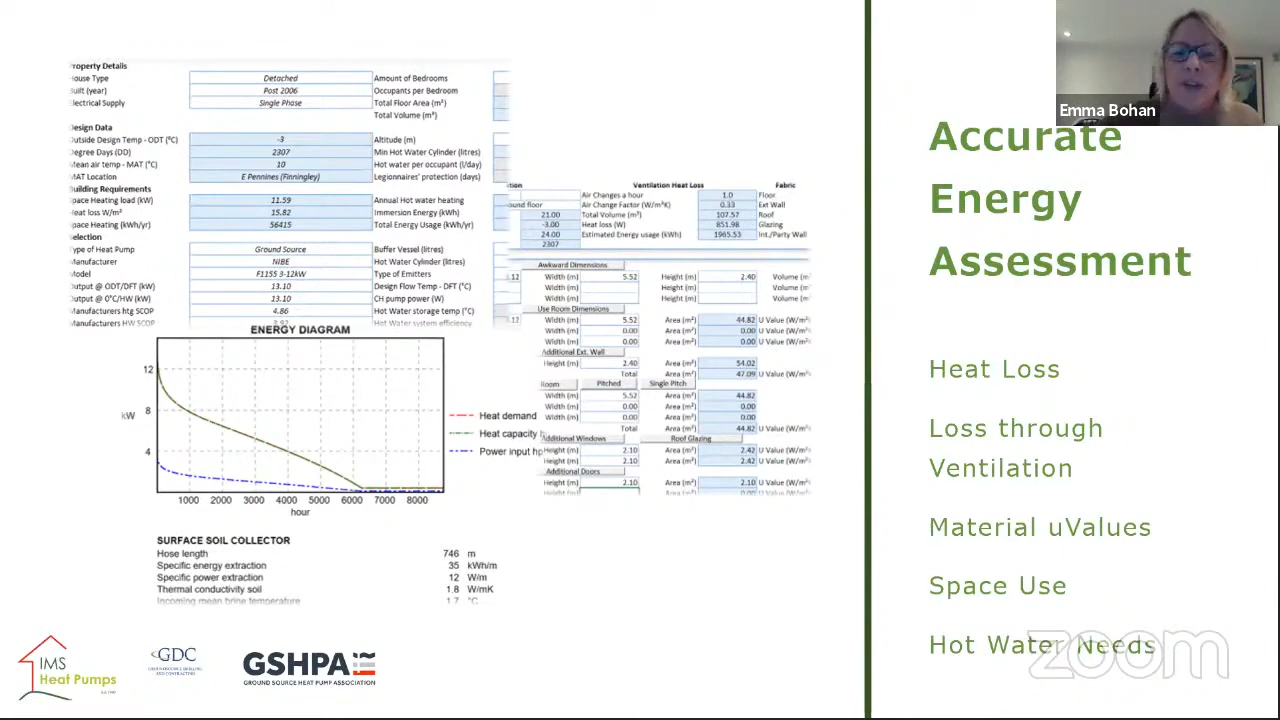 Property Details
House Type Detached Amount of Bedrooms
Built (year) Post 2006 Occupants per Bedroom
Electrical Supply Single Phase Total Floor Area (m²)
Total Volume (m³)
Design Data
Outside Design Temp - ODT (°C) -3 Altitude (m)
Degree Days (DD) 2307 Min Hot Water Cylinder (litres)
Mean air temp - MAT (°C) 10 Hot water per occupant (l/day)
MAT Location E Pennines (Finningley) Legionnaires' protection (days)
Building Requirements
Space Heating load (kW) 11.59 Annual Hot water heating
Heat loss W/m² 15.82 Immersion Energy (kWh)
Space Heating (kWh/yr) 56415 Total Energy Usage (kWh/yr)
Selection
Type of Heat Pump Ground Source Buffer Vessel (litres)
Manufacturer NIBE Hot Water Cylinder (litres)
Model F1155 3-12kW Type of Emitters
Output @ ODT/DFT (kW) 13.10 Design Flow Temp - DFT (°C)
Output @ 0°C/HW (kW) 13.10 CH pump power (W)
Manufacturers htg SCOP 4.86 Hot Water storage temp (°C)
Manufacturers HW SCOP Hot Water system efficiency
Ventilation Heat Loss Fabric
Air Changes a hour 1.0 Floor
ound floor Air Change Factor (W/m³K) 0.33 Ext Wall
21.00 Total Volume (m³) 107.57 Roof
-3.00 Heat loss (W) 851.98 Glazing
24.00 Estimated Energy usage (kWh) 1965.53 Int./Party Wall
2307
Awkward Dimensions
3.12 Width (m) 5.52 Height (m) 2.40 Volume (m
Width (m) Height (m) Volume (m
Width (m) Height (m) Volume (m
Use Room Dimensions
3.12 Width (m) 5.52 Area (m²) 44.82 U Value (W/m²
Width (m) 0.00 Area (m²) 0.00 U Value (W/m²
Width (m) 0.00 Area (m²) 0.00 U Value (W/m²
Additional Ext. Wall
Height (m) 2.40 Area (m²) 54.02
Total 47.09 U Value (W/m²
Room Pitched Single Pitch
Width (m) 5.52 Area (m²) 44.82
Width (m) 0.00 Area (m²) 0.00
Width (m) 0.00 Area (m²) 0.00
Total 44.82 U Value (W/m²
Additional Windows Roof Glazing
Height (m) 2.10 Area (m²) 2.42 U Value (W/m²
Height (m) 2.10 Area (m²) 2.42 U Value (W/m²
Additional Doors
Height (m) 2.10 Area (m²) 2.10 U Value (W/m²
ENERGY DIAGRAM
12
kW 8
4
1000 2000 3000 4000 5000 6000 7000 8000
hour
Heat demand
Heat capacity
Power input hp
SURFACE SOIL COLLECTOR
Hose length 746 m
Specific energy extraction 35 kWh/m
Specific power extraction 12 W/m
Thermal conductivity soil 1.8 W/mK
Incoming mean brine temperature 1.7 °C
IMS
Heat Pumps
GDC
GSHPA
GROUND SOURCE HEAT PUMP ASSOCIATION
Emma Bohan
Accurate
Energy
Assessment
Heat Loss
Loss through
Ventilation
Material uValues
Space Use
Hot Water Needs
zoom